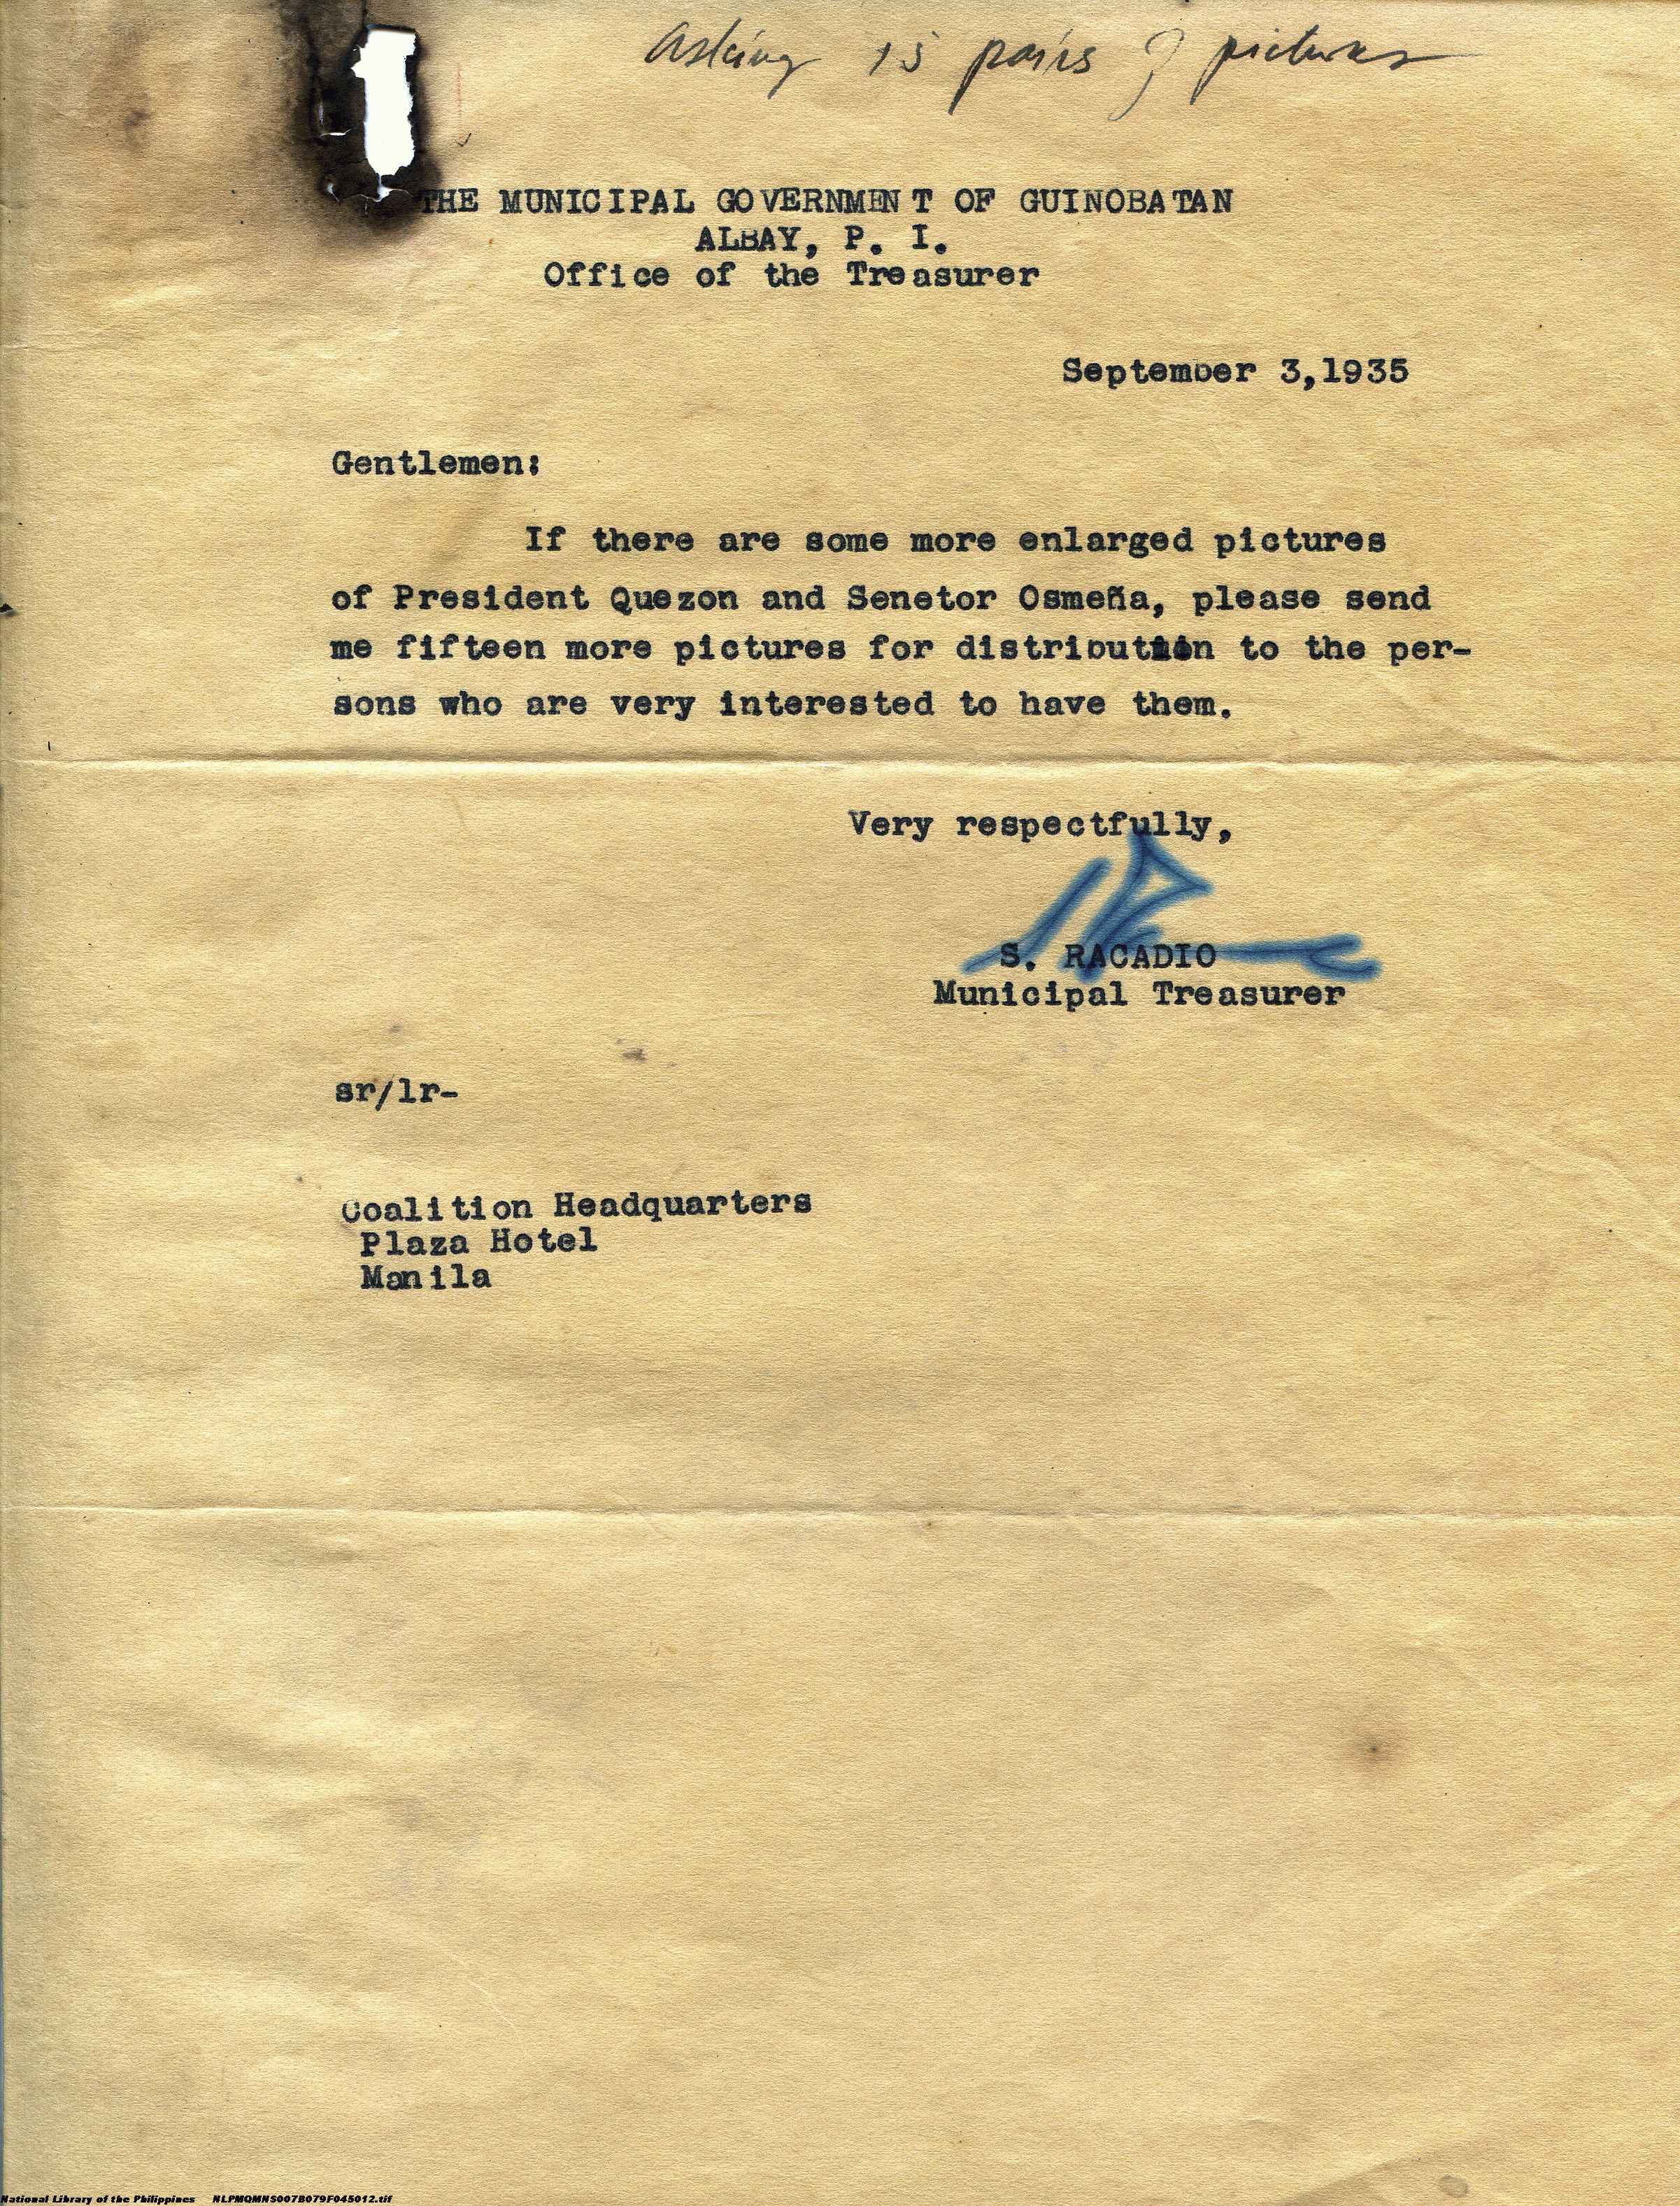 Asking 15 pairs of pictures
THE MUNICIPAL GOVERNMENT OF GUINOBATAN
ALBAY, P. I.
Office of the Treasurer
September 3,1935
Gentlemen:
If there are some more enlarged pictures
of President Quezon and Senetor Osmeña, please send
me fifteen more pictures for distribution to the per-
sons who are very interested to have them.
Very respectfully,
S. RACADIO
Municipal Treasurer
sr/lr-
Coalition Headquarters
Plaza Hotel
Manila
National Library of the Philippines NLPMQMNS007B079F045012.tif